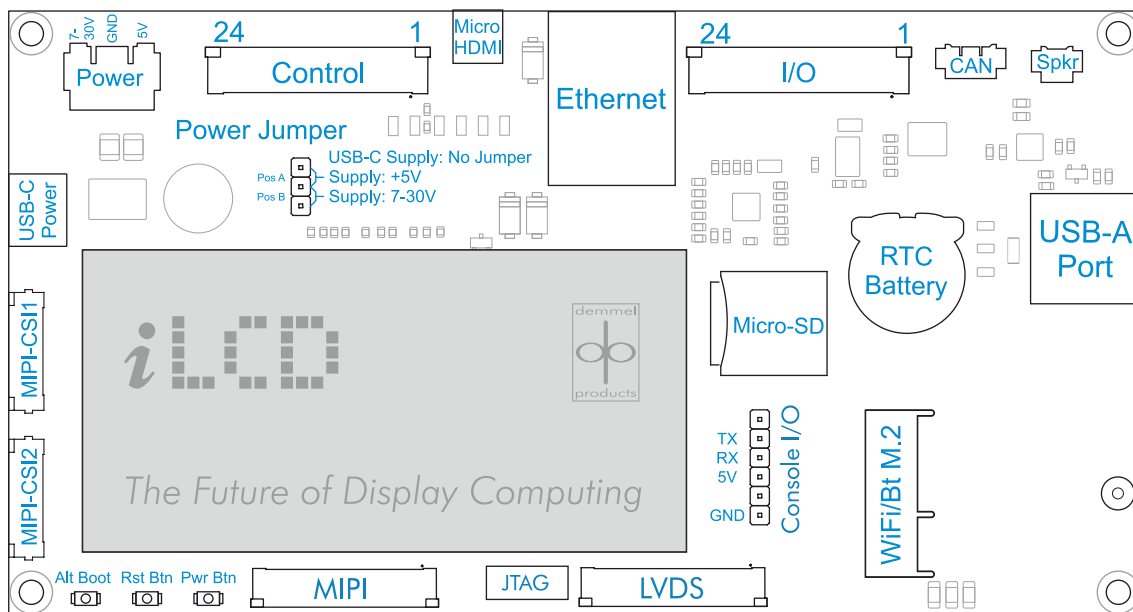 7-
30V
GND
5V
Power
24
1
Control
Micro
HDMI
Ethernet
24
1
I/O
CAN
Spkr
Power Jumper
USB-C Supply: No Jumper
Pos A
Supply: +5V
Pos B
Supply: 7-30V
USB-C
Power
USB-A
Port
RTC
Battery
Micro-SD
MIPI-CSI1
iLCD
demmel
dp
products
The Future of Display Computing
MIPI-CSI2
TX
RX
5V
GND
Console I/O
WiFi/Bt M.2
Alt Boot
Rst Btn
Pwr Btn
MIPI
JTAG
LVDS